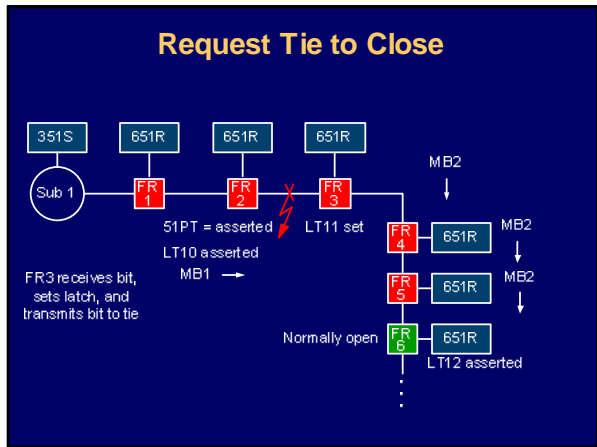 Request Tie to Close
351S
651R
651R
651R
MB2
Sub 1
FR
1
FR
2
FR
3
51PT = asserted
LT11 set
LT10 asserted
MB1
FR
4
651R
MB2
FR3 receives bit,
sets latch, and
transmits bit to tie
FR
5
651R
MB2
Normally open
FR
6
651R
LT12 asserted